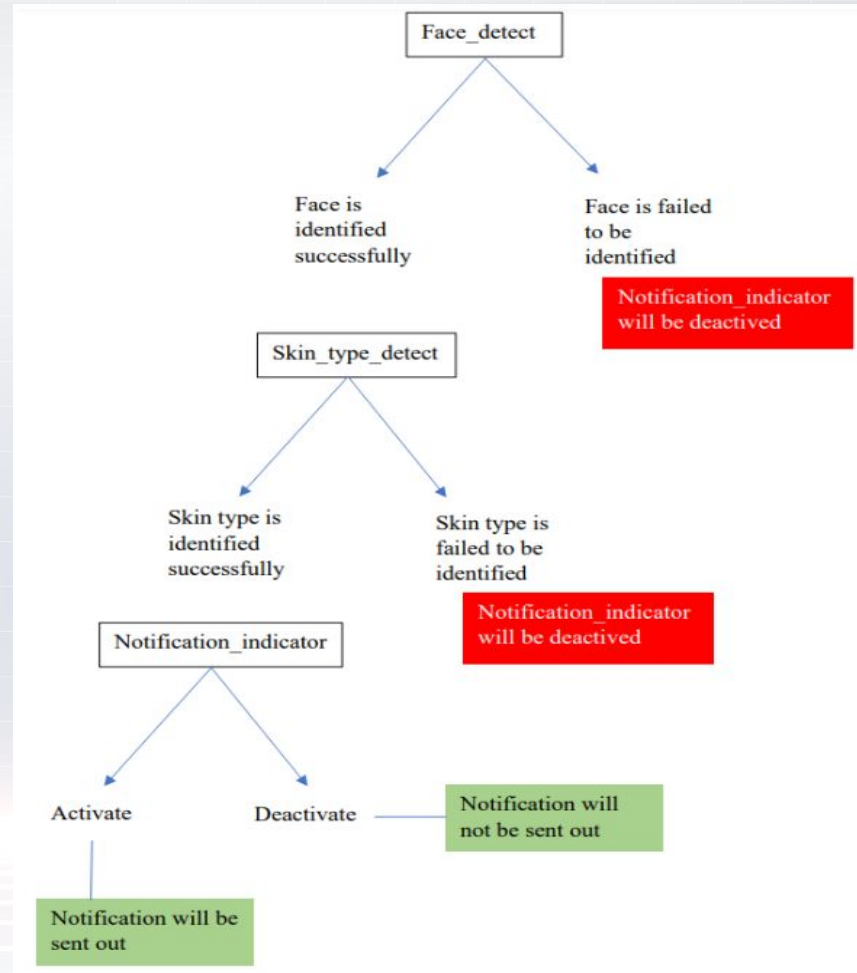 Face_detect
Face is
identified
successfully
Face is failed
to be
identified
Notification_indicator
will be deactived
Skin_type_detect
Skin type is
identified
successfully
Skin type is
failed to be
identified
Notification_indicator
will be deactived
Notification_indicator
Activate
Deactivate
Notification will
not be sent out
Notification will be
sent out